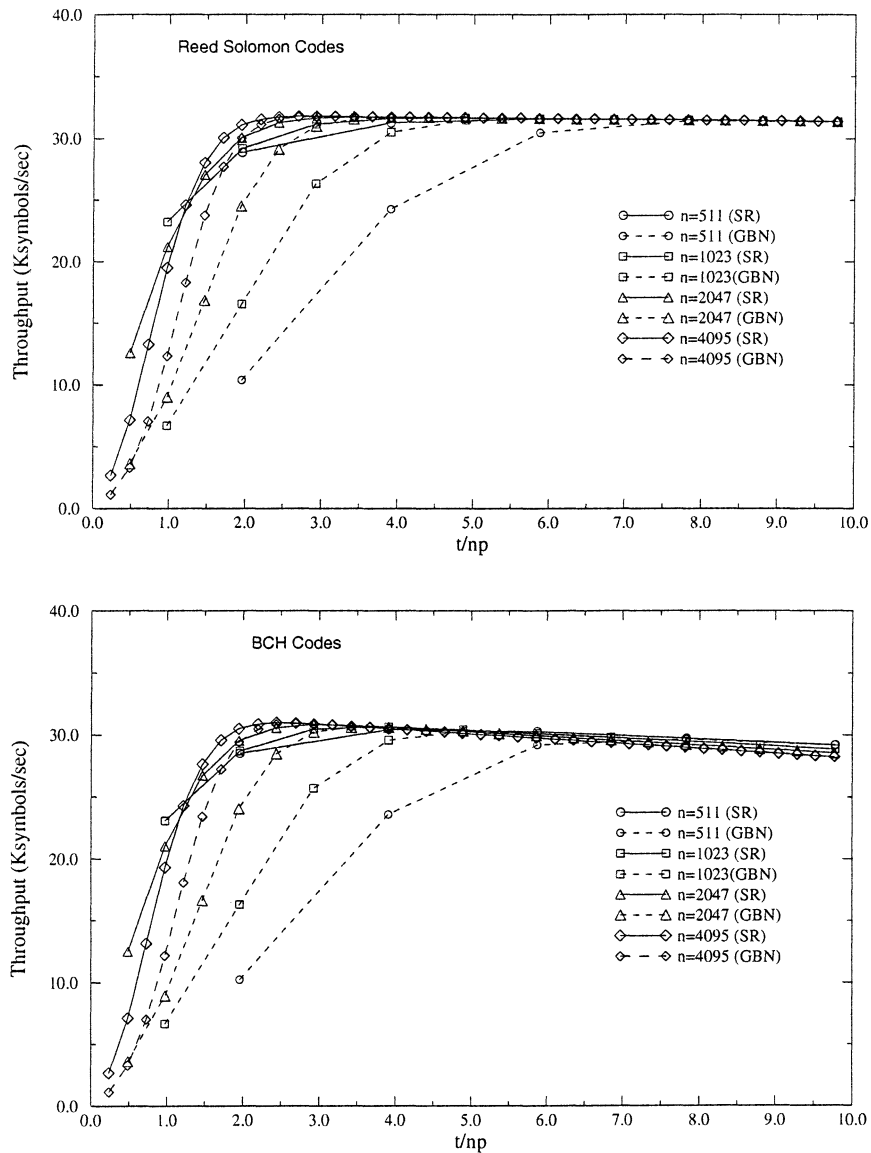 40.0
Reed Solomon Codes
30.0
20.0
10.0
0.0
Throughput (Ksymbols/sec)
n=511 (SR)
n=511 (GBN)
n=1023 (SR)
n=1023(GBN)
n=2047 (SR)
n=2047 (GBN)
n=4095 (SR)
n=4095 (GBN)
0.0 1.0 2.0 3.0 4.0 5.0 6.0 7.0 8.0 9.0 10.0
t/np
40.0
BCH Codes
30.0
20.0
10.0
0.0
Throughput (Ksymbols/sec)
n=511 (SR)
n=511 (GBN)
n=1023 (SR)
n=1023(GBN)
n=2047 (SR)
n=2047 (GBN)
n=4095 (SR)
n=4095 (GBN)
0.0 1.0 2.0 3.0 4.0 5.0 6.0 7.0 8.0 9.0 10.0
t/np